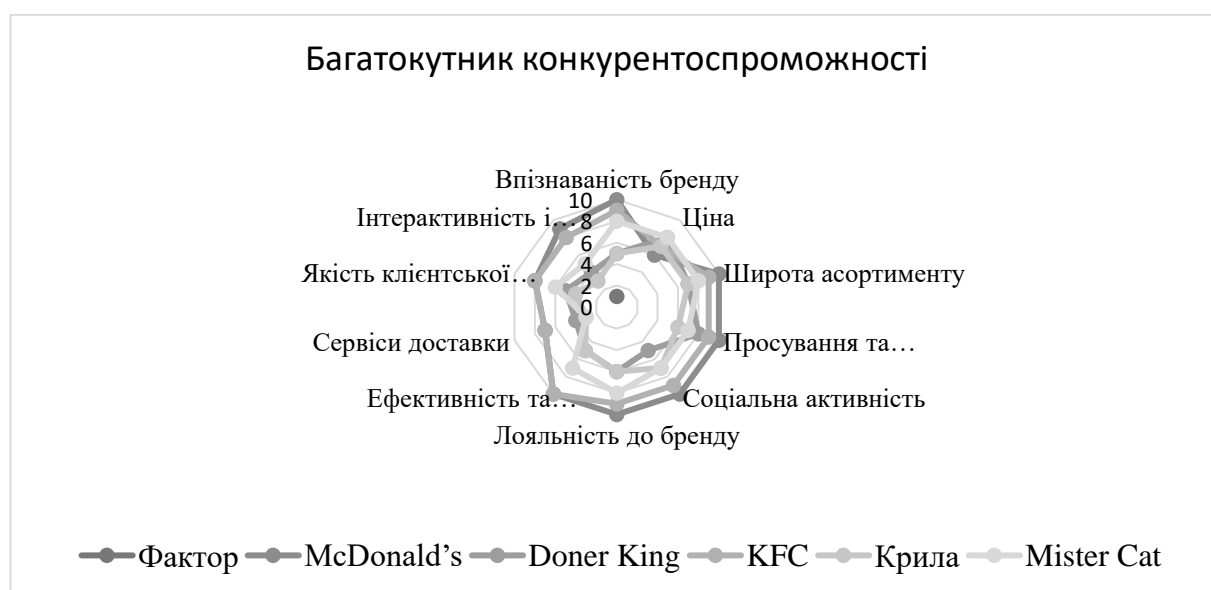 Багатокутник конкурентоспроможності
Впізнаваність бренду
10
Інтерактивність і…
8
Ціна
6
Якість клієнтської…
4
Широта асортименту
2
0
Сервіси доставки
Просування та…
Ефективність та…
Соціальна активність
Лояльність до бренду
Фактор McDonald's Doner King KFC Крила Mister Cat